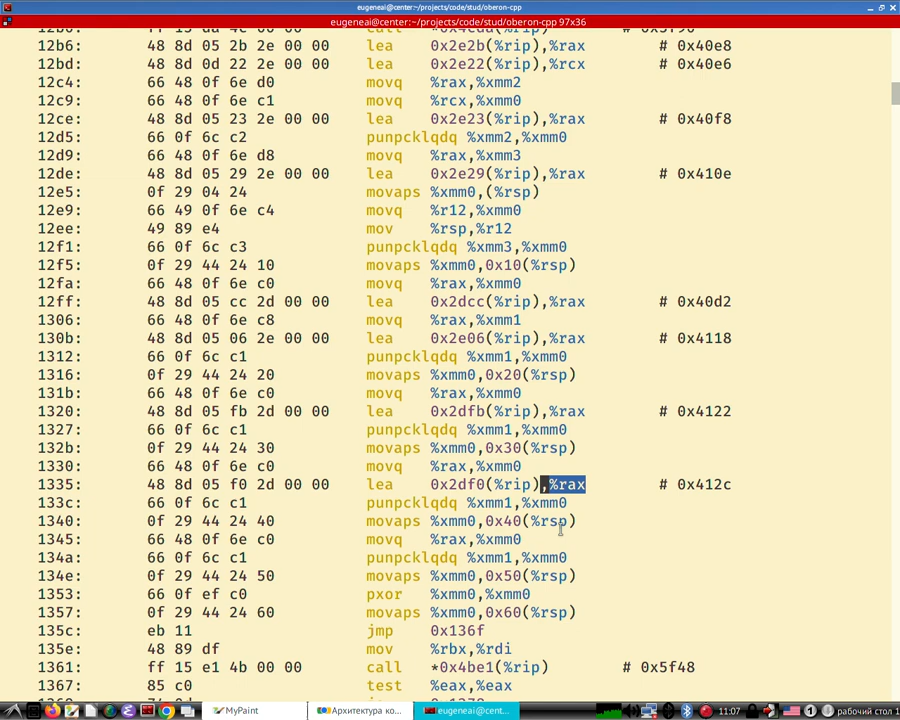 eugeneai@center:~/projects/code/stud/oberon-cpp
eugeneai@center:~/projects/code/stud/oberon-cpp 97x36
12b6: 48 8d 05 2b 2e 00 00 lea 0x2e2b(%rip),%rax # 0x40e8
12bd: 48 8d 0d 22 2e 00 00 lea 0x2e22(%rip),%rcx # 0x40e6
12c4: 66 48 0f 6e d0 movq %rax,%xmm2
12c9: 66 48 0f 6e c1 movq %rcx,%xmm0
12ce: 48 8d 05 23 2e 00 00 lea 0x2e23(%rip),%rax # 0x40f8
12d5: 66 0f 6c c2 punpcklqdq %xmm2,%xmm0
12d9: 66 48 0f 6e d8 movq %rax,%xmm3
12de: 48 8d 05 29 2e 00 00 lea 0x2e29(%rip),%rax # 0x410e
12e5: 0f 29 04 24 movaps %xmm0,(%rsp)
12e9: 66 49 0f 6e c4 movq %r12,%xmm0
12ee: 49 89 e4 mov %rsp,%r12
12f1: 66 0f 6c c3 punpcklqdq %xmm3,%xmm0
12f5: 0f 29 44 24 10 movaps %xmm0,0x10(%rsp)
12fa: 66 48 0f 6e c0 movq %rax,%xmm0
12ff: 48 8d 05 cc 2d 00 00 lea 0x2dcc(%rip),%rax # 0x40d2
1306: 66 48 0f 6e c8 movq %rax,%xmm1
130b: 48 8d 05 06 2e 00 00 lea 0x2e06(%rip),%rax # 0x4118
1312: 66 0f 6c c1 punpcklqdq %xmm1,%xmm0
1316: 0f 29 44 24 20 movaps %xmm0,0x20(%rsp)
131b: 66 48 0f 6e c0 movq %rax,%xmm0
1320: 48 8d 05 fb 2d 00 00 lea 0x2dfb(%rip),%rax # 0x4122
1327: 66 0f 6c c1 punpcklqdq %xmm1,%xmm0
132b: 0f 29 44 24 30 movaps %xmm0,0x30(%rsp)
1330: 66 48 0f 6e c0 movq %rax,%xmm0
1335: 48 8d 05 f0 2d 00 00 lea 0x2df0(%rip),%rax # 0x412c
133c: 66 0f 6c c1 punpcklqdq %xmm1,%xmm0
1340: 0f 29 44 24 40 movaps %xmm0,0x40(%rsp)
1345: 66 48 0f 6e c0 movq %rax,%xmm0
134a: 66 0f 6c c1 punpcklqdq %xmm1,%xmm0
134e: 0f 29 44 24 50 movaps %xmm0,0x50(%rsp)
1353: 66 0f ef c0 pxor %xmm0,%xmm0
1357: 0f 29 44 24 60 movaps %xmm0,0x60(%rsp)
135c: eb 11 jmp 0x136f
135e: 48 89 df mov %rbx,%rdi
1361: ff 15 e1 4b 00 00 call *0x4be1(%rip) # 0x5f48
1367: 85 c0 test %eax,%eax
MyPaint Архитектура ко... eugeneai@cent... 11:07 1 рабочий стол 1